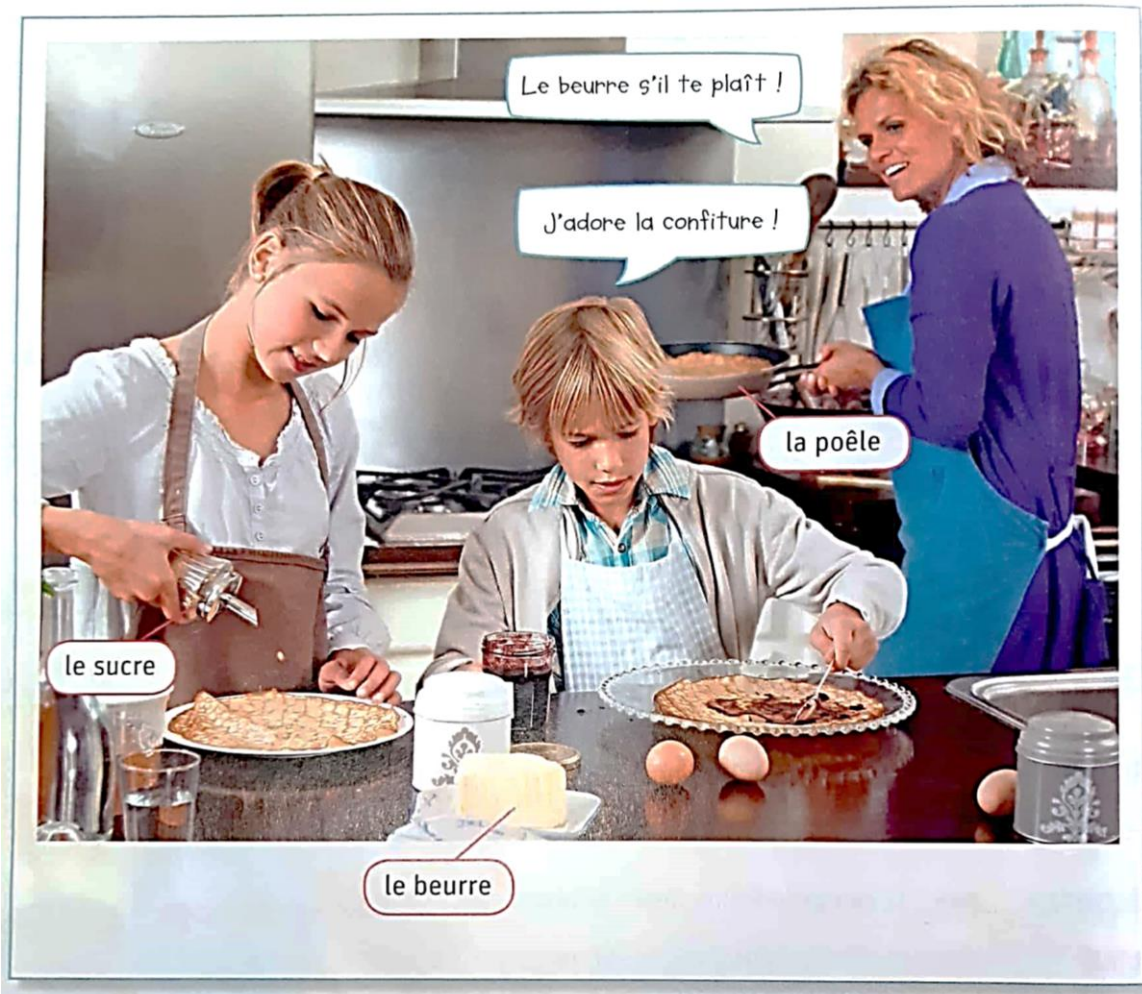 Le beurre s'il te plaît !
J'adore la confiture !
la poêle
le sucre
le beurre